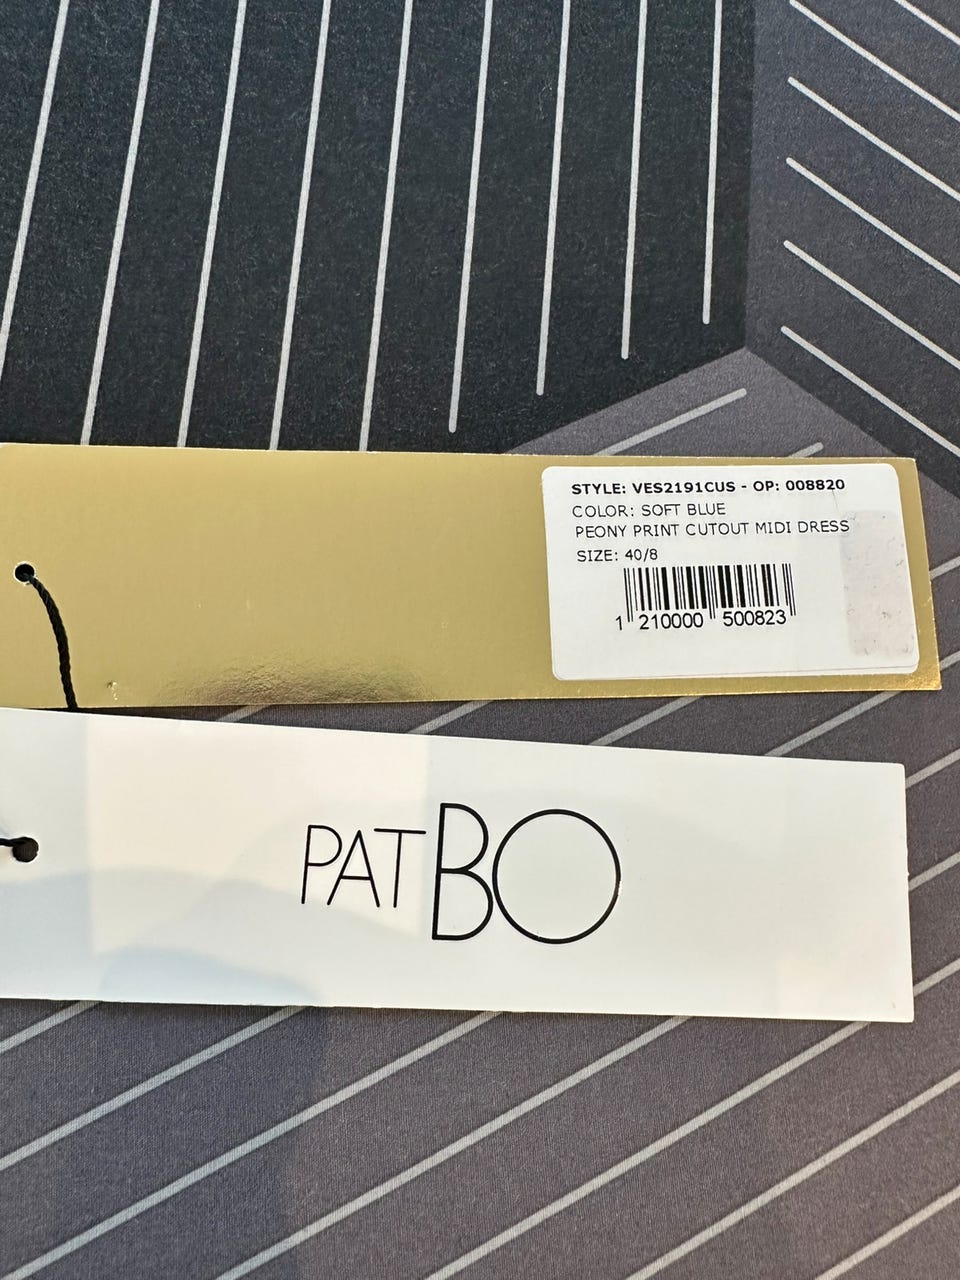 STYLE: VES2191CUS - OP: 008820
COLOR: SOFT BLUE
PEONY PRINT CUTOUT MIDI DRESS
SIZE: 40/8
1 210000 500823
PATBO